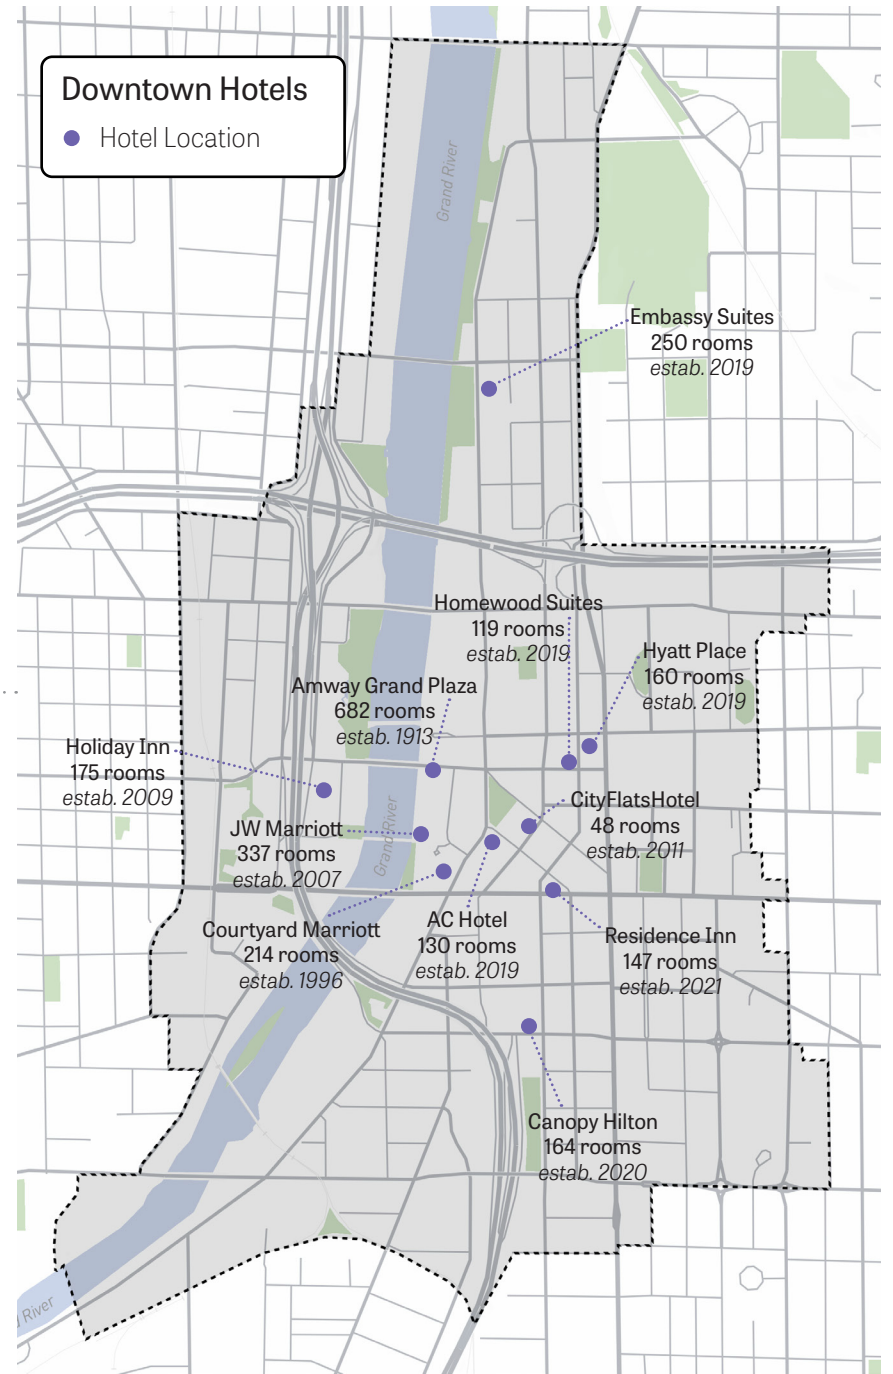 Downtown Hotels
Hotel Location
Grand River
Embassy Suites
250 rooms
estab. 2019
Homewood Suites
119 rooms
estab. 2019
Hyatt Place
160 rooms
estab. 2019
Amway Grand Plaza
682 rooms
estab. 1913
Holiday Inn
175 rooms
estab. 2009
CityFlatsHotel
48 rooms
estab. 2011
JW Marriott
337 rooms
estab. 2007
Grand River
Courtyard Marriott
214 rooms
estab. 1996
AC Hotel
130 rooms
estab. 2019
Residence Inn
147 rooms
estab. 2021
Canopy Hilton
164 rooms
estab. 2020
d River